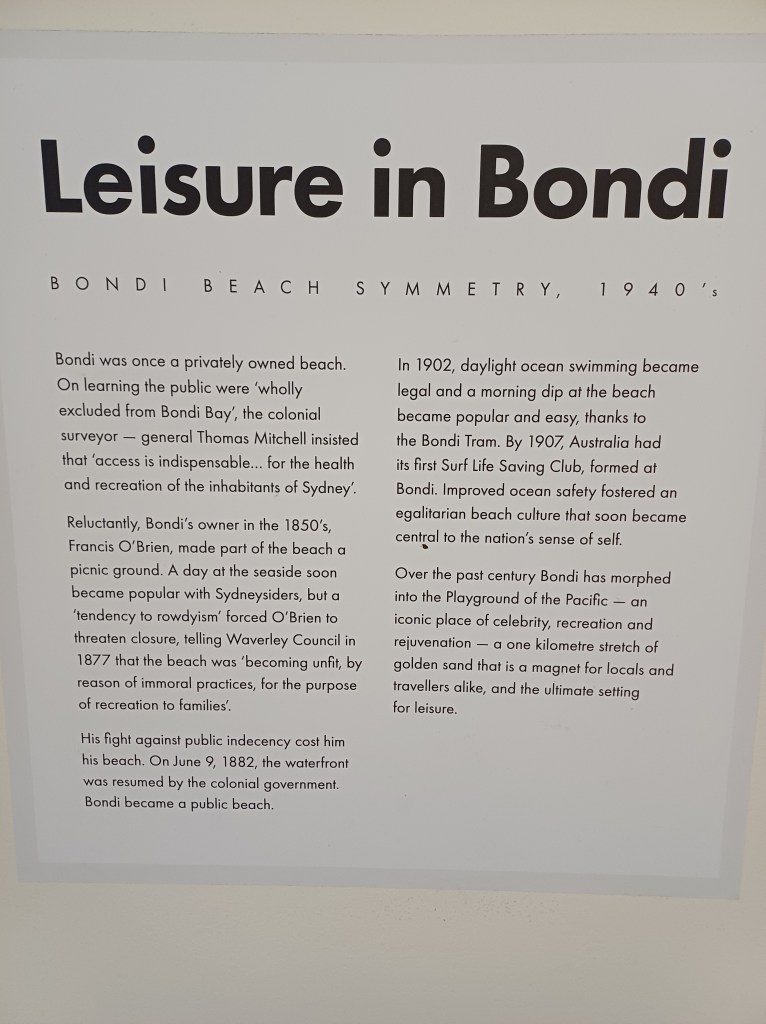 Leisure in Bondi
BONDI BEACH SYMMETRY, 1940's
Bondi was once a privately owned beach.
On learning the public were ‘wholly
excluded from Bondi Bay’, the colonial
surveyor — general Thomas Mitchell insisted
that ‘access is indispensable... for the health
and recreation of the inhabitants of Sydney’.
Reluctantly, Bondi’s owner in the 1850’s,
Francis O’Brien, made part of the beach a
picnic ground. A day at the seaside soon
became popular with Sydneysiders, but a
‘tendency to rowdyism’ forced O’Brien to
threaten closure, telling Waverley Council in
1877 that the beach was ‘becoming unfit, by
reason of immoral practices, for the purpose
of recreation to families’.
His fight against public indecency cost him
his beach. On June 9, 1882, the waterfront
was resumed by the colonial government.
Bondi became a public beach.
In 1902, daylight ocean swimming became
legal and a morning dip at the beach
became popular and easy, thanks to
the Bondi Tram. By 1907, Australia had
its first Surf Life Saving Club, formed at
Bondi. Improved ocean safety fostered an
egalitarian beach culture that soon became
central to the nation’s sense of self.
Over the past century Bondi has morphed
into the Playground of the Pacific — an
iconic place of celebrity, recreation and
rejuvenation — a one kilometre stretch of
golden sand that is a magnet for locals and
travellers alike, and the ultimate setting
for leisure.